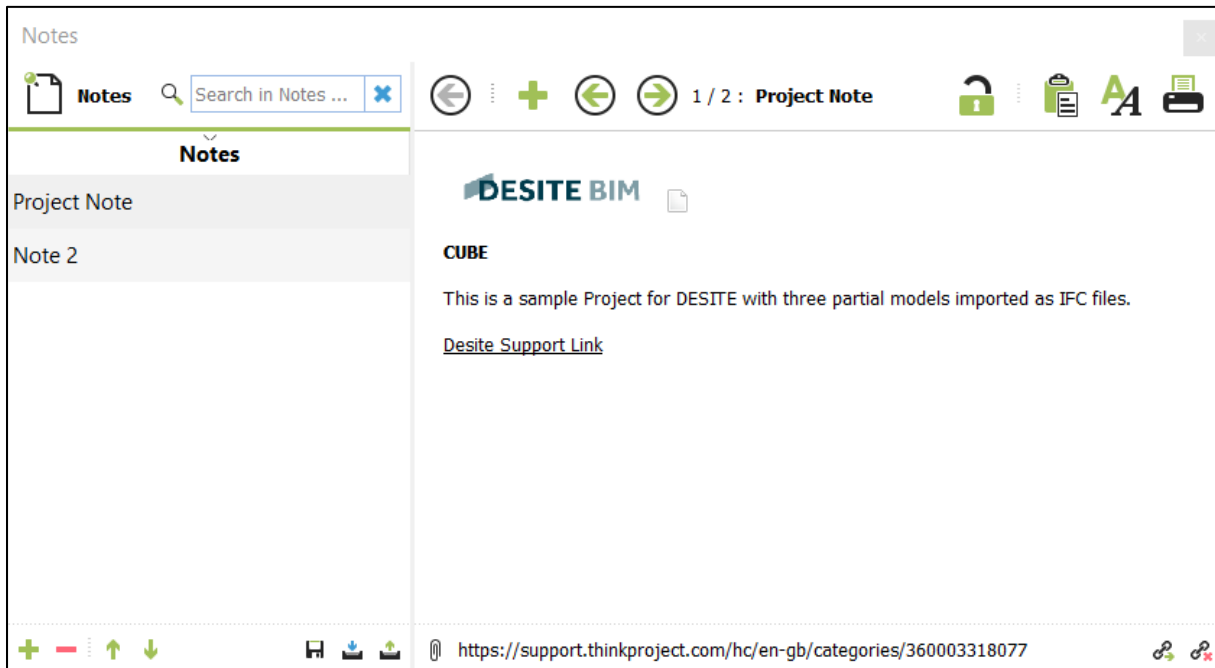 Notes
Notes
Search in Notes ...
1 / 2 : Project Note
Notes
Project Note
Note 2
DESITE BIM
CUBE
This is a sample Project for DESITE with three partial models imported as IFC files.
Desite Support Link
https://support.thinkproject.com/hc/en-gb/categories/360003318077